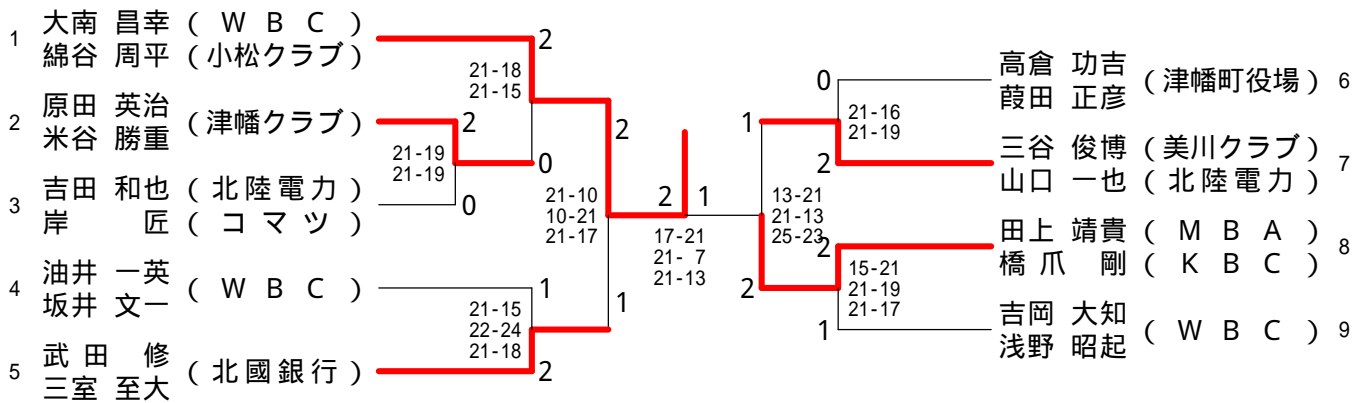 1 大南 昌幸 ( W B C )
綿谷 周平 (小松クラブ)
2 原田 英治 (津幡クラブ)
米谷 勝重
3 吉田 和也 ( 北陸電力 )
岸 匠 ( コ マ ツ )
4 油井 一英 ( W B C )
坂井 文一
5 武田 修 ( 北國銀行 )
三室 至大
2
21-18
21-15
0
2
21-19
21-19
0
1
21-15
22-24
21-18
2
2
21-10
10-21
21-17
1
2 1
17-21
21- 7
21-13
1
13-21
21-13
25-23
2
0
21-16
21-19
2
2
15-21
21-19
21-17
1
高倉 功吉 (津幡町役場) 6
葭田 正彦
三谷 俊博 (美川クラブ) 7
山口 一也 ( 北陸電力 )
田上 靖貴 ( M B A ) 8
橋爪 剛 ( K B C )
吉岡 大知 ( W B C ) 9
浅野 昭起